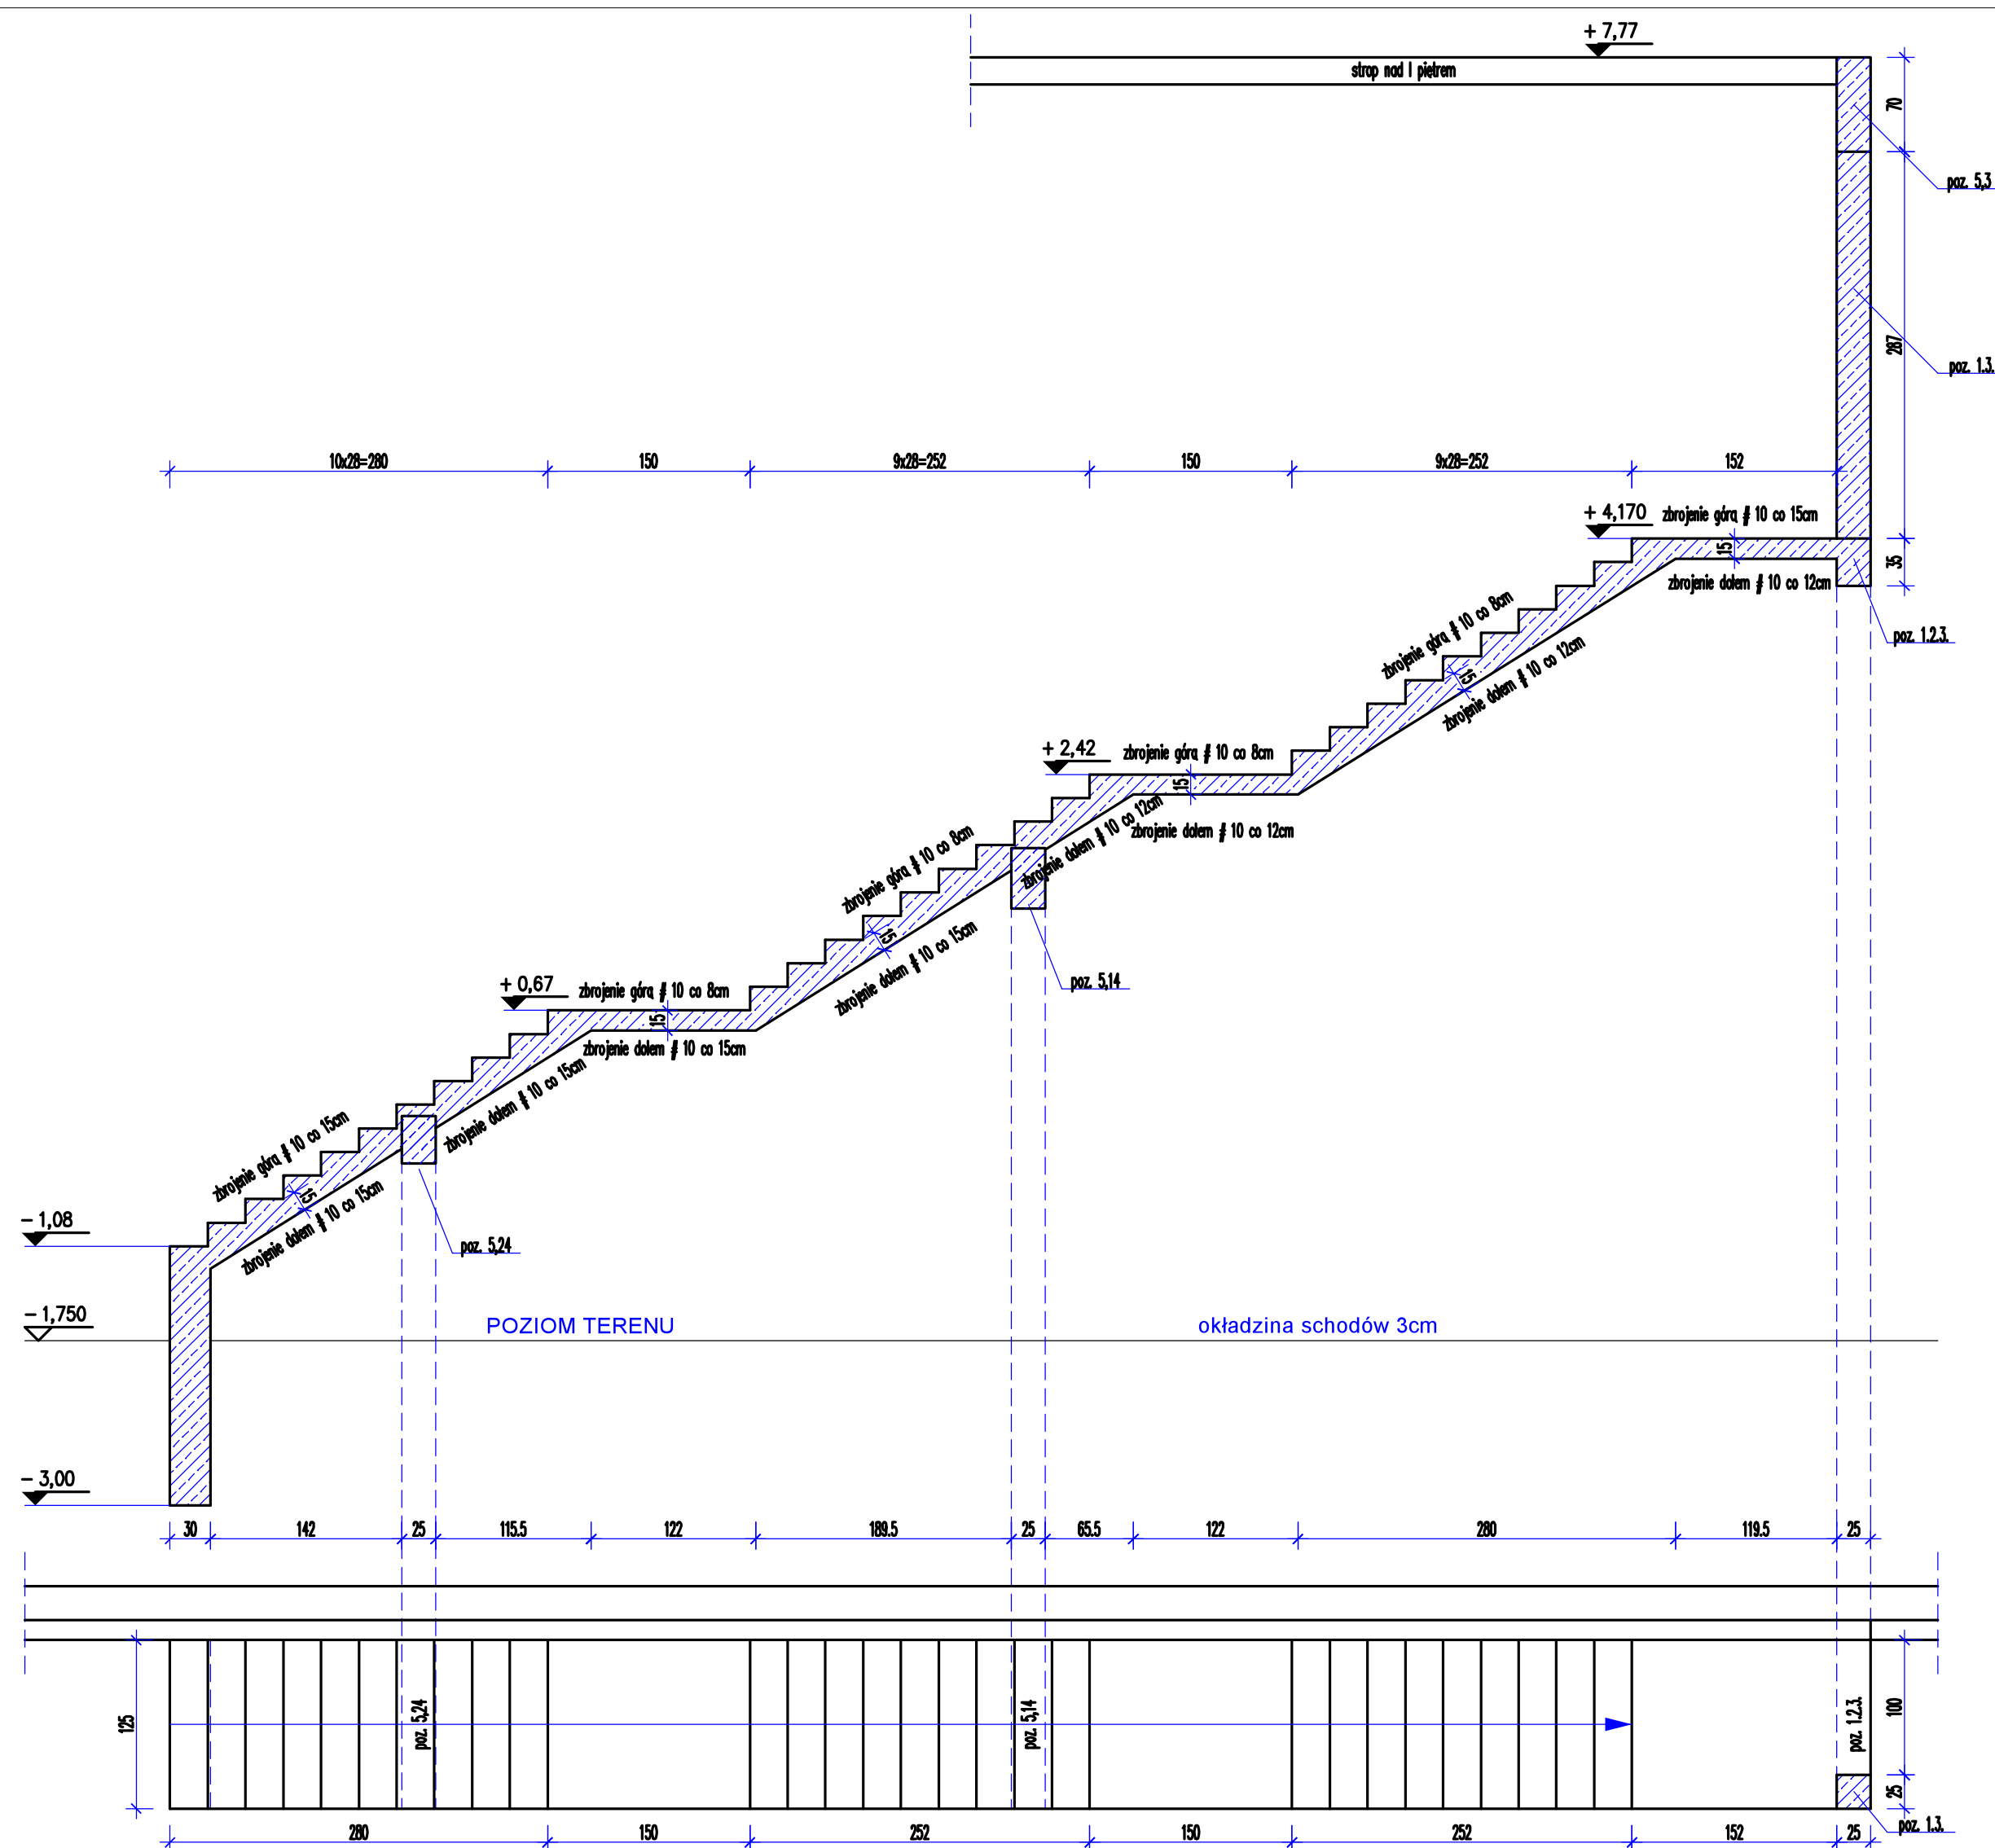 + 7,77
strop nad I piętrem
70
poz. 5,3
287
poz. 1.3.
10x28=280
150
9x28=252
150
9x28=252
152
+ 4,170
zbrojenie górą # 10 co 15cm
15
35
zbrojenie dołem # 10 co 12cm
poz. 1.2.3.
zbrojenie górą # 10 co 8cm
15
zbrojenie dołem # 10 co 12cm
+ 2,42
zbrojenie górą # 10 co 8cm
15
zbrojenie dołem # 10 co 12cm
zbrojenie dołem # 10 co 12cm
zbrojenie górą # 10 co 8cm
15
zbrojenie dołem # 10 co 15cm
poz. 5,14
+ 0,67
zbrojenie górą # 10 co 8cm
15
zbrojenie dołem # 10 co 15cm
zbrojenie dołem # 10 co 15cm
zbrojenie górą # 10 co 15cm
15
zbrojenie dołem # 10 co 15cm
poz. 5,24
- 1,08
- 1,750
POZIOM TERENU
okładzina schodów 3cm
- 3,00
30
142
25
115.5
122
189.5
25
65.5
122
280
119.5
25
125
poz. 5,24
poz. 5,14
poz. 1.2.3.
100
25
poz. 1.3.
280
150
252
150
252
152
25